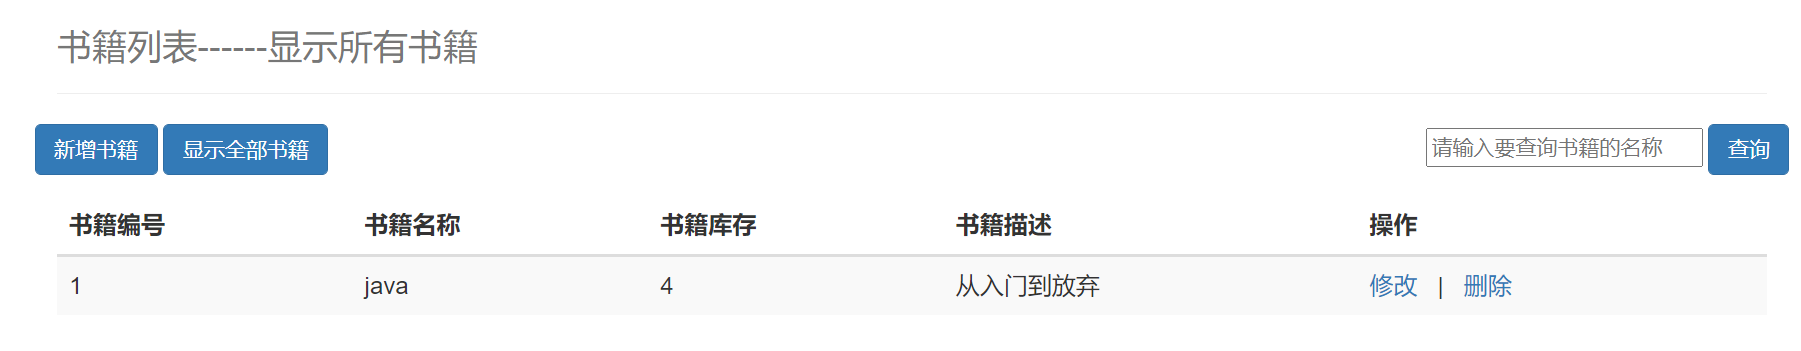 书籍列表------显示所有书籍
新增书籍 显示全部书籍 请输入要查询书籍的名称 查询
书籍编号 书籍名称 书籍库存 书籍描述 操作
1 java 4 从入门到放弃 修改 | 删除